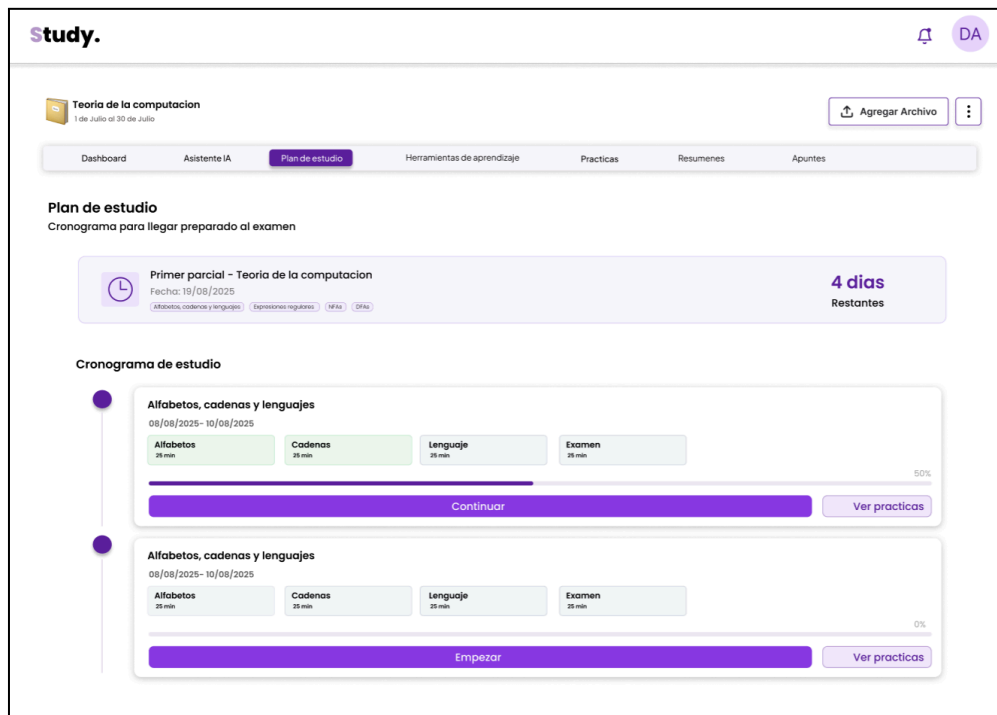 Study.
DA
Teoria de la computacion
1 de Julio al 30 de Julio
Agregar Archivo
Dashboard Asistente IA Plan de estudio Herramientas de aprendizaje Practicas Resumenes Apuntes
Plan de estudio
Cronograma para llegar preparado al examen
Primer parcial - Teoria de la computacion
Fecha: 19/08/2025
Alfabetos, cadenas y lenguajes Expresiones regulares NFAs DFAs
4 dias
Restantes
Cronograma de estudio
Alfabetos, cadenas y lenguajes
08/08/2025- 10/08/2025
Alfabetos Cadenas Lenguaje Examen
25 min 25 min 25 min 25 min
50%
Continuar Ver practicas
Alfabetos, cadenas y lenguajes
08/08/2025- 10/08/2025
Alfabetos Cadenas Lenguaje Examen
25 min 25 min 25 min 25 min
0%
Empezar Ver practicas